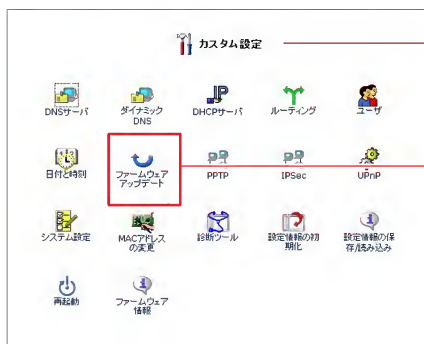 カスタム設定
DNSサーバ
ダイナミック
DNS
DHCPサーバ
ルーティング
ユーザ
日付と時刻
ファームウェア
アップデート
PPTP
IPSec
UPnP
システム設定
MACアドレス
の変更
診断ツール
設定情報の初
期化
設定情報の保
存/読み込み
再起動
ファームウェア
情報